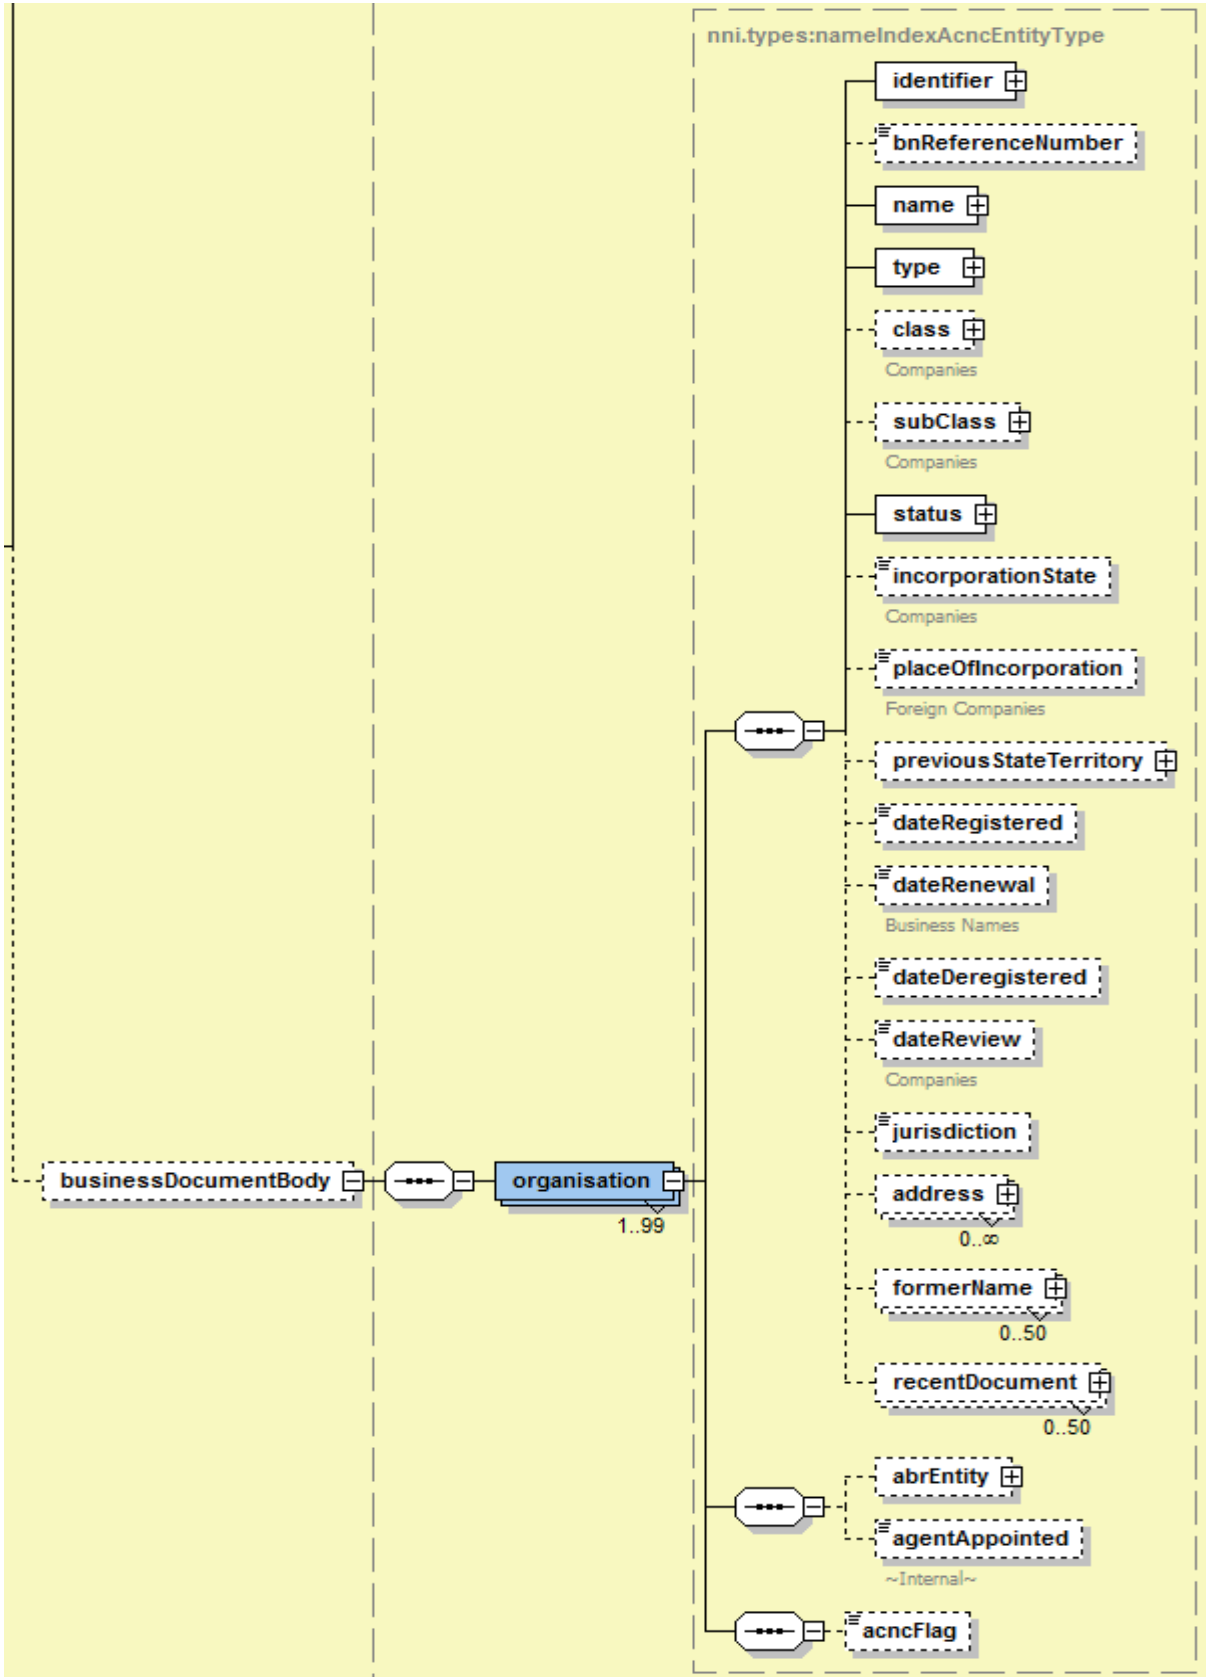 nni.types:nameIndexAcncEntityType
identifier
bnReferenceNumber
name
type
class
Companies
subClass
Companies
status
incorporationState
Companies
placeOfIncorporation
Foreign Companies
previousStateTerritory
dateRegistered
dateRenewal
Business Names
dateDeregistered
dateReview
Companies
jurisdiction
businessDocumentBody
organisation
1..99
address
0..∞
formerName
0..50
recentDocument
0..50
abrEntity
agentAppointed
~Internal~
acncFlag